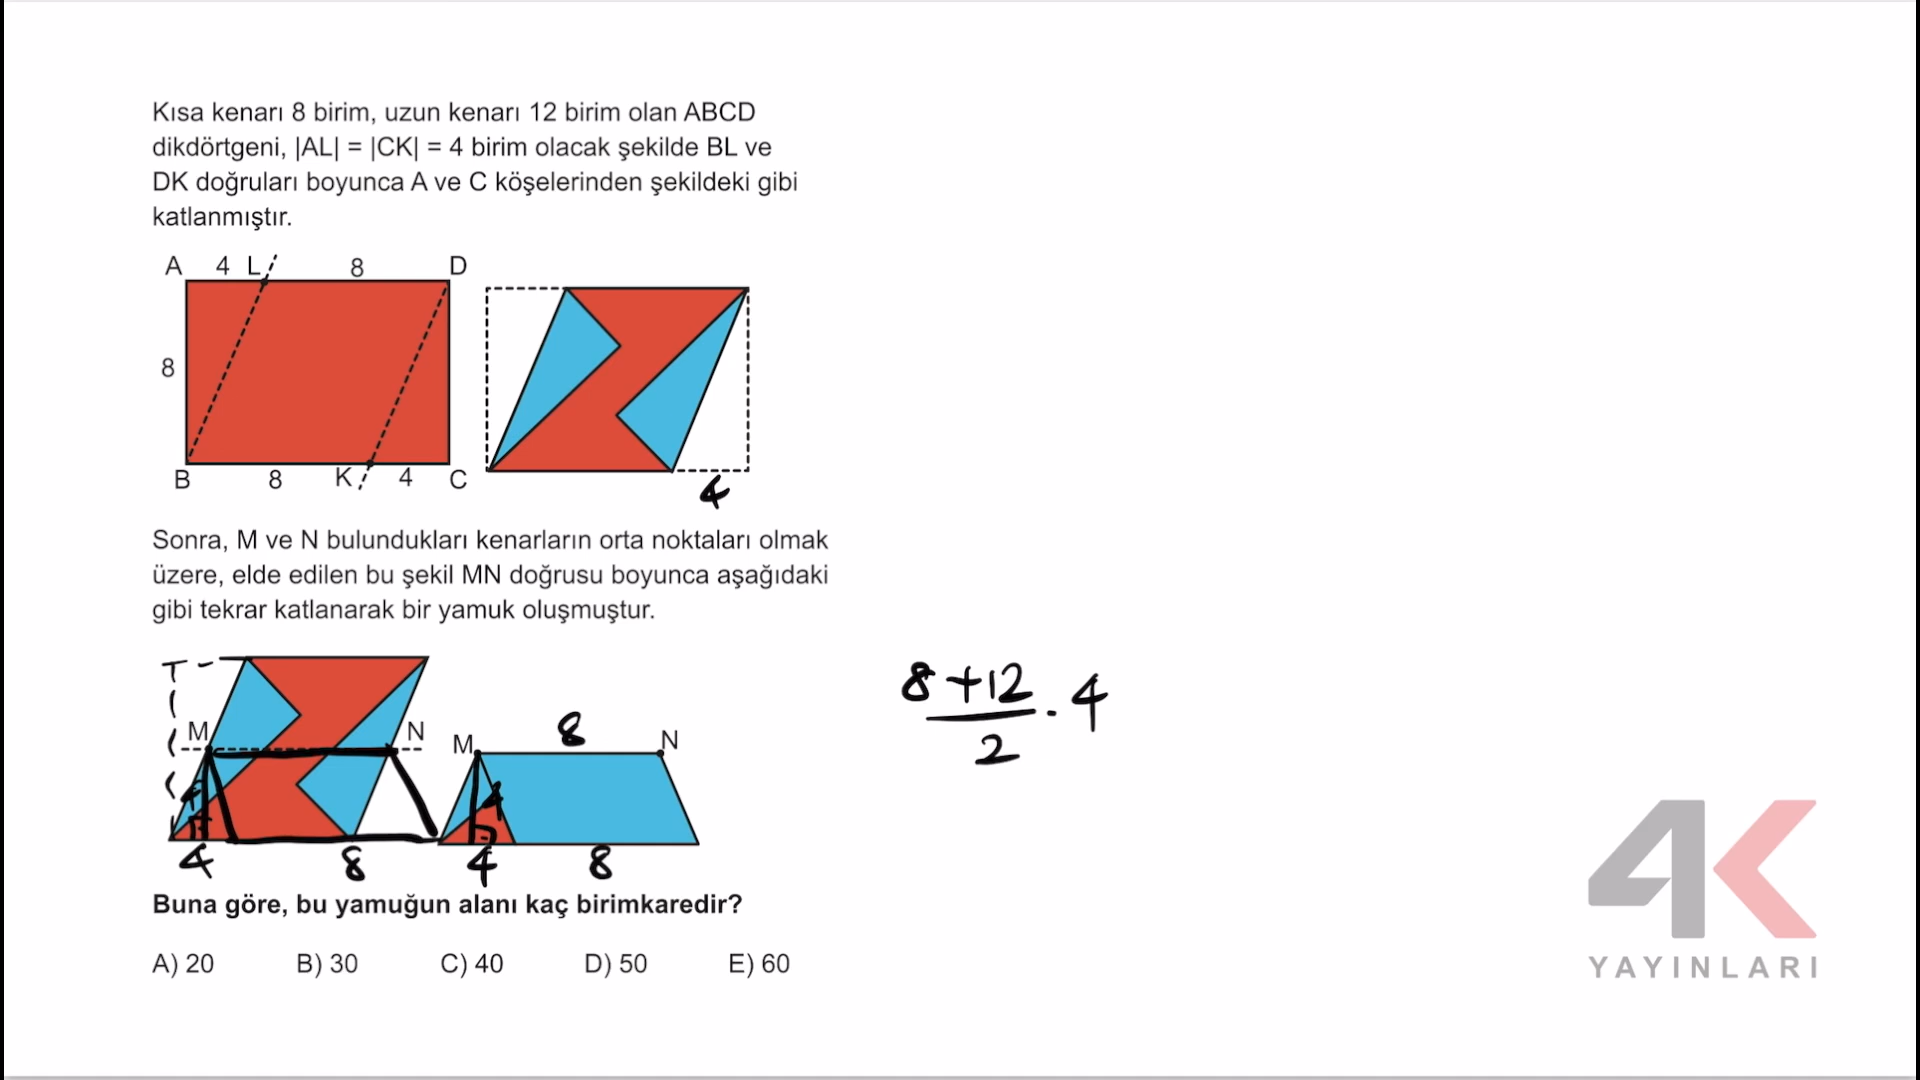 Kısa kenarı 8 birim, uzun kenarı 12 birim olan ABCD
dikdörtgeni, |AL| = |CK| = 4 birim olacak şekilde BL ve
DK doğruları boyunca A ve C köşelerinden şekildeki gibi
katlanmıştır.
A 4 L 8 D
8
B 8 K 4 C
4
Sonra, M ve N bulundukları kenarların orta noktaları olmak
üzere, elde edilen bu şekil MN doğrusu boyunca aşağıdaki
gibi tekrar katlanarak bir yamuk oluşmuştur.
M N M 8 N
4 4
4 8 4 8
8+12
2
. 4
Buna göre, bu yamuğun alanı kaç birimkaredir?
A) 20 B) 30 C) 40 D) 50 E) 60
4K
YAYINLARI